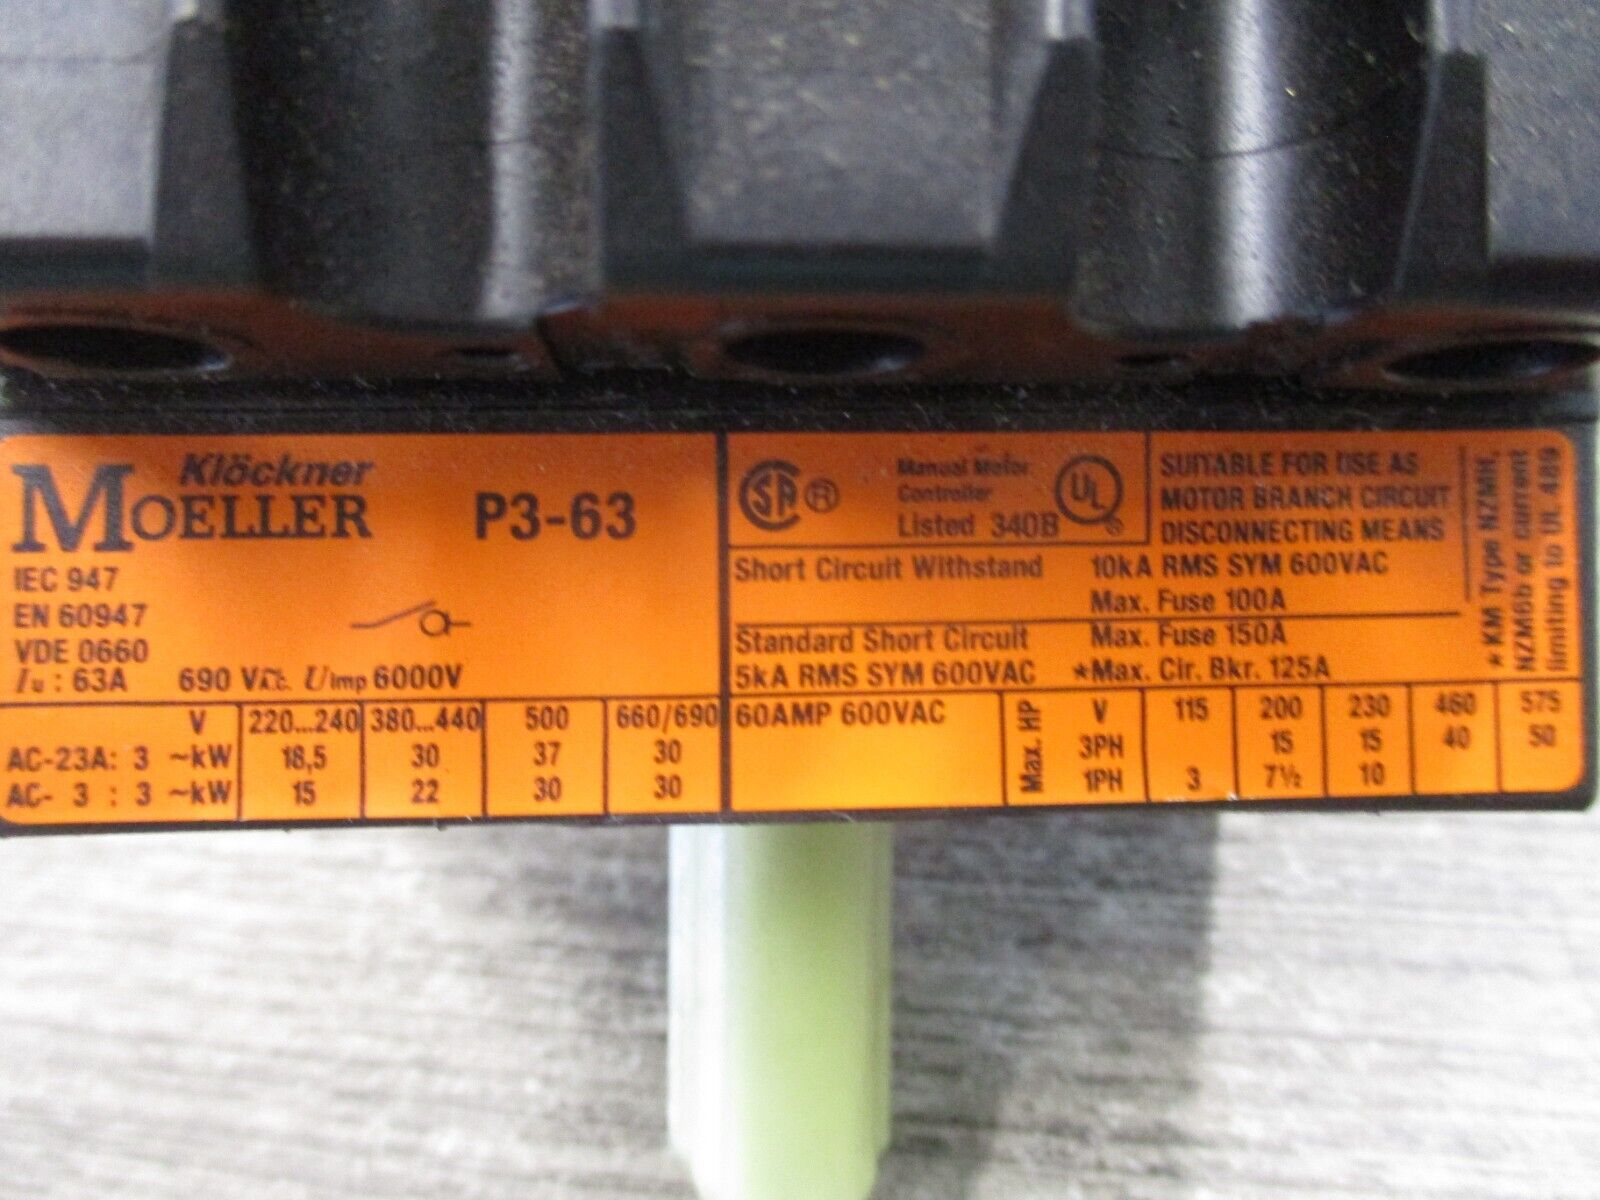 Klöckner
MOELLER P3-63
IEC 947
EN 60947
VDE 0660
Iu : 63A 690 V~ Uimp 6000V
V 220...240 380...440 500 660/690
AC-23A: 3 ~kW 18,5 30 37 30
AC- 3 : 3 ~kW 15 22 30 30
SA ®
Manual Motor
Controller
Listed 340B
UL ®
SUITABLE FOR USE AS
MOTOR BRANCH CIRCUIT
DISCONNECTING MEANS
Short Circuit Withstand 10kA RMS SYM 600VAC
Max. Fuse 100A
Standard Short Circuit Max. Fuse 150A
5kA RMS SYM 600VAC *Max. Cir. Bkr. 125A
60AMP 600VAC
Max. HP
V 115 200 230 460 575
3PH 15 15 40 50
1PH 3 7½ 10
*KM Type NZMH,
NZM6b or current
limiting to UL 489